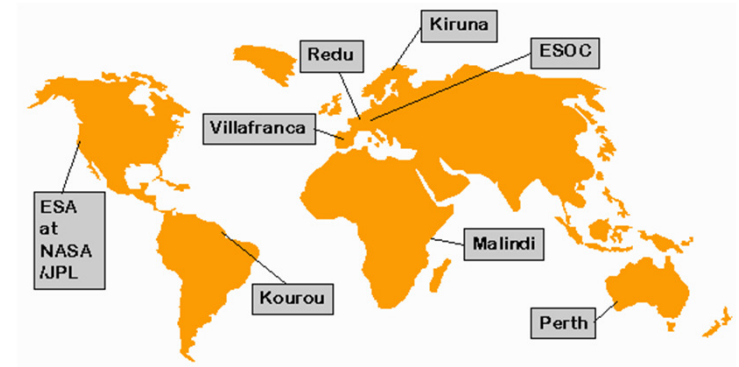 Kiruna
Redu
ESOC
Villafranca
ESA
at
NASA
/JPL
Malindi
Kourou
Perth